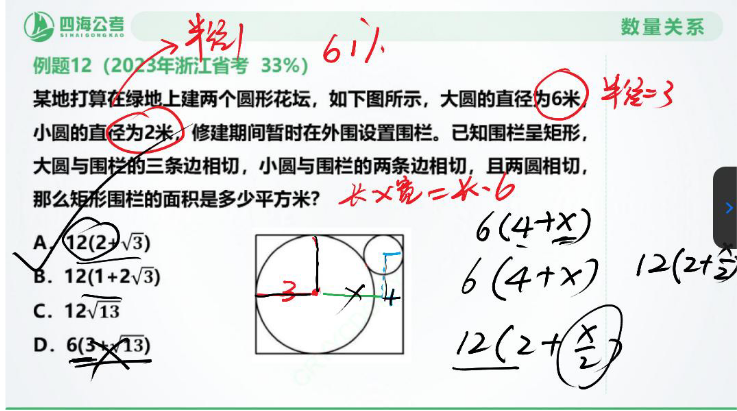 四海公考
SIHAIGONGKAO
数量关系
半径1
61%
例题12（2023年浙江省考 33%）
某地打算在绿地上建两个圆形花坛，如下图所示，大圆的直径为6米，
半径=3
小圆的直径为2米，修建期间暂时在外围设置围栏。已知围栏呈矩形，
大圆与围栏的三条边相切，小圆与围栏的两条边相切，且两圆相切，
那么矩形围栏的面积是多少平方米？
长×宽=长·6
A. 12(2+√3)
B. 12(1+2√3)
C. 12√13
D. 6(3+√13)
3
x
6(4+x)
6(4+x)
12(2+x/2)
12(2+x/2)